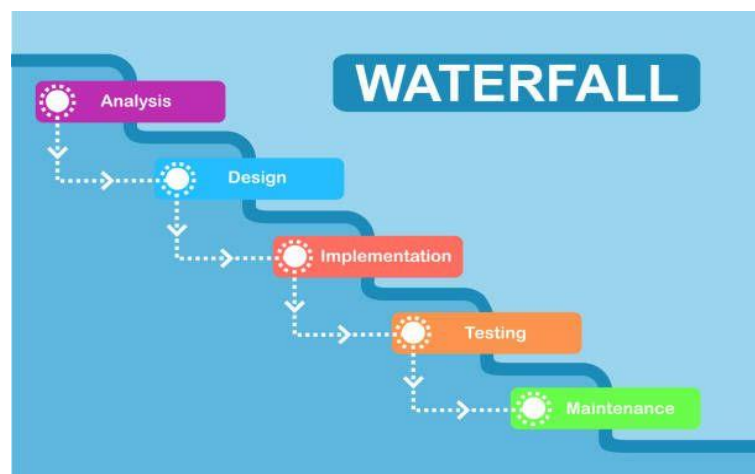 WATERFALL
Analysis
Design
Implementation
Testing
Maintenance